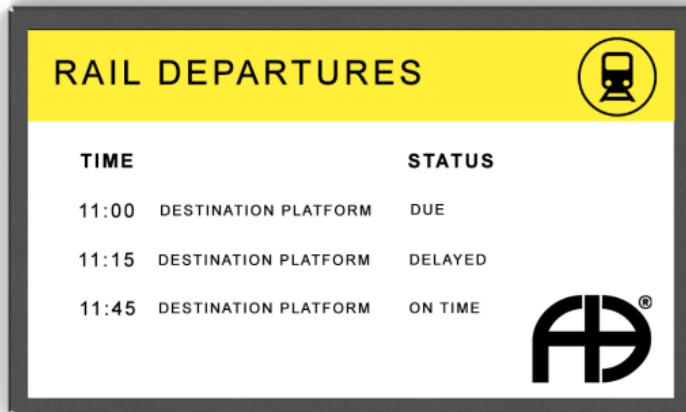 RAIL DEPARTURES
TIME STATUS
11:00 DESTINATION PLATFORM DUE
11:15 DESTINATION PLATFORM DELAYED
11:45 DESTINATION PLATFORM ON TIME
®